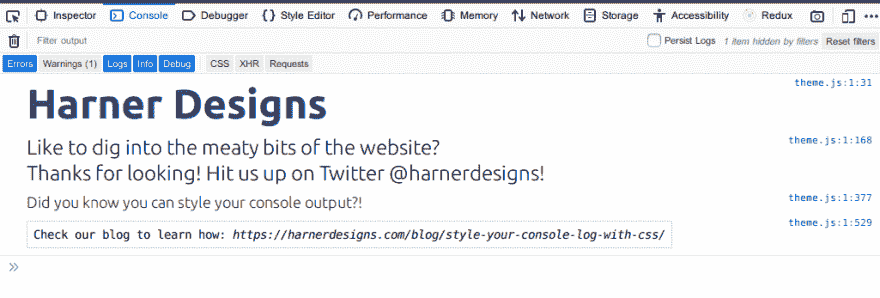 Inspector Console Debugger Style Editor Performance Memory Network Storage Accessibility Redux
Filter output Persist Logs 1 item hidden by filters Reset filters
Errors Warnings (1) Logs Info Debug CSS XHR Requests
Harner Designs theme.js:1:31
Like to dig into the meaty bits of the website? theme.js:1:168
Thanks for looking! Hit us up on Twitter @harnerdesigns!
Did you know you can style your console output?! theme.js:1:377
Check our blog to learn how: https://harnerdesigns.com/blog/style-your-console-log-with-css/ theme.js:1:529